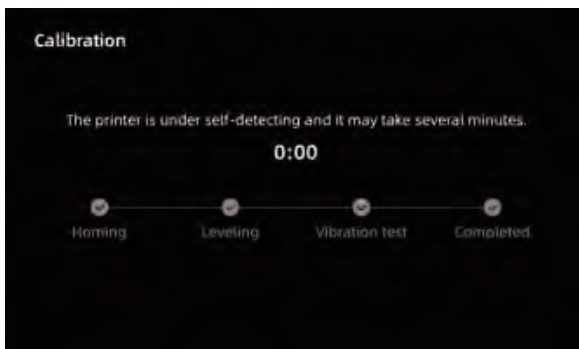 Calibration
The printer is under self-detecting and it may take several minutes.
0:00
Homing Leveling Vibration test Completed